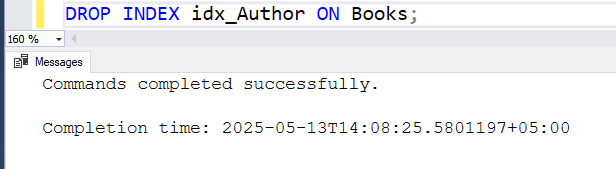 DROP INDEX idx_Author ON Books;
160 %
Messages
Commands completed successfully.
Completion time: 2025-05-13T14:08:25.5801197+05:00